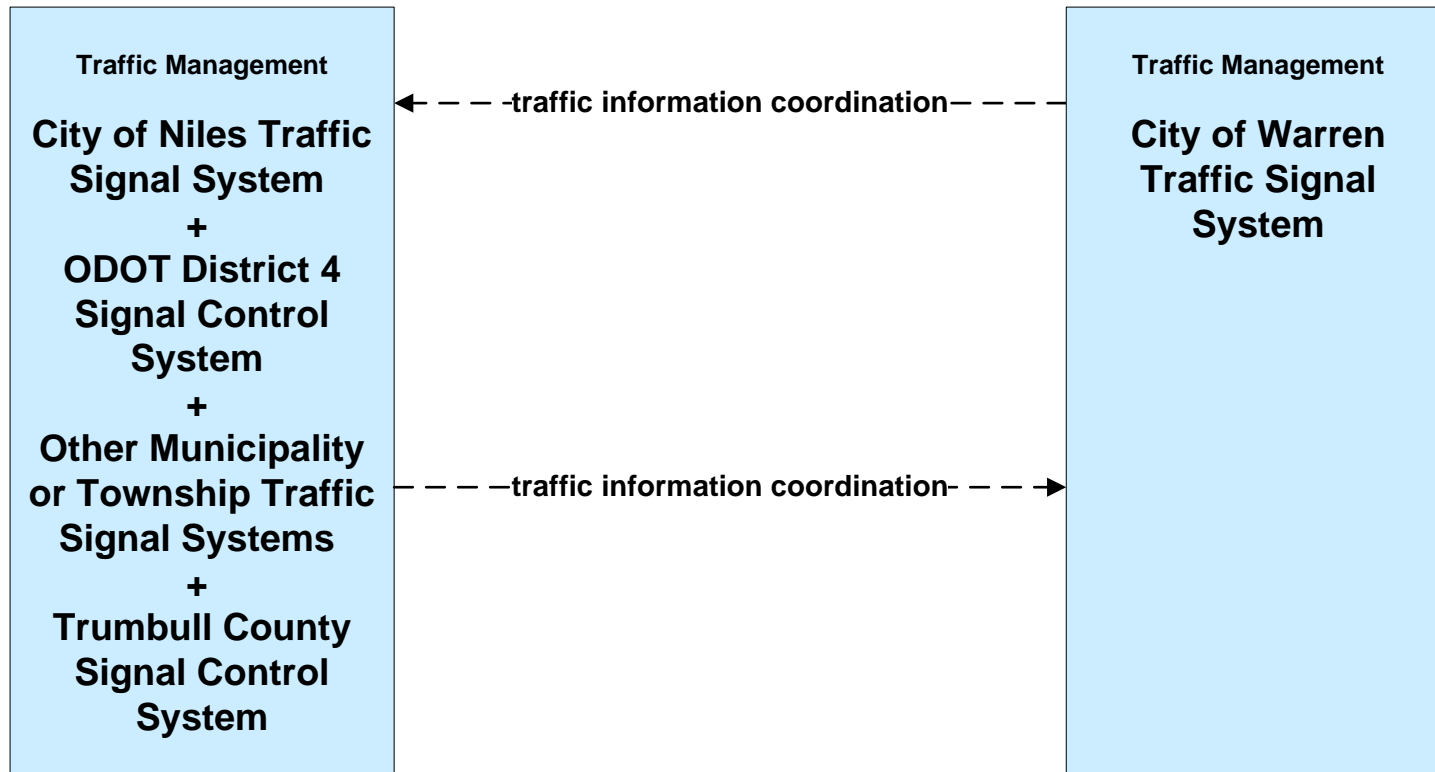 Traffic Management
City of Niles Traffic
Signal System
+
ODOT District 4
Signal Control
System
+
Other Municipality
or Township Traffic
Signal Systems
+
Trumbull County
Signal Control
System
traffic information coordination
traffic information coordination
Traffic Management
City of Warren
Traffic Signal
System